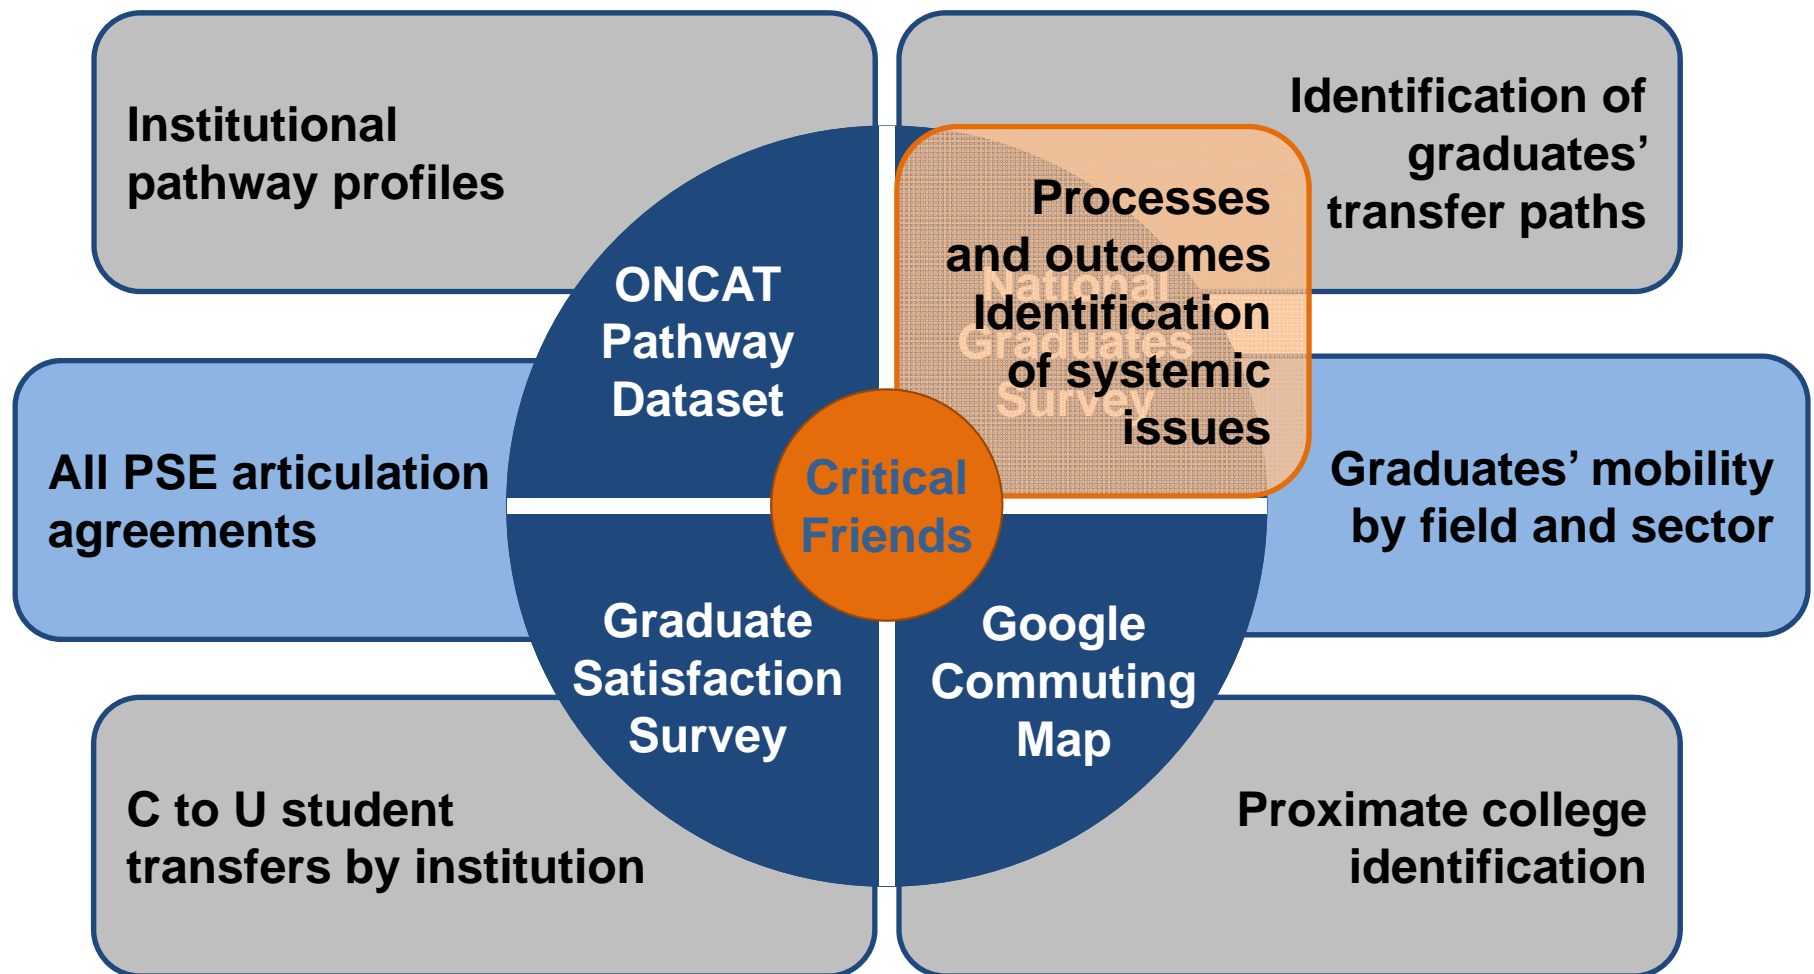 Institutional
pathway profiles
Identification of
graduates’
transfer paths
ONCAT
Pathway
Dataset
Processes
and outcomes
Identification
of systemic
issues
National
Graduates
Survey
All PSE articulation
agreements
Critical
Friends
Graduates’ mobility
by field and sector
Graduate
Satisfaction
Survey
Google
Commuting
Map
C to U student
transfers by institution
Proximate college
identification